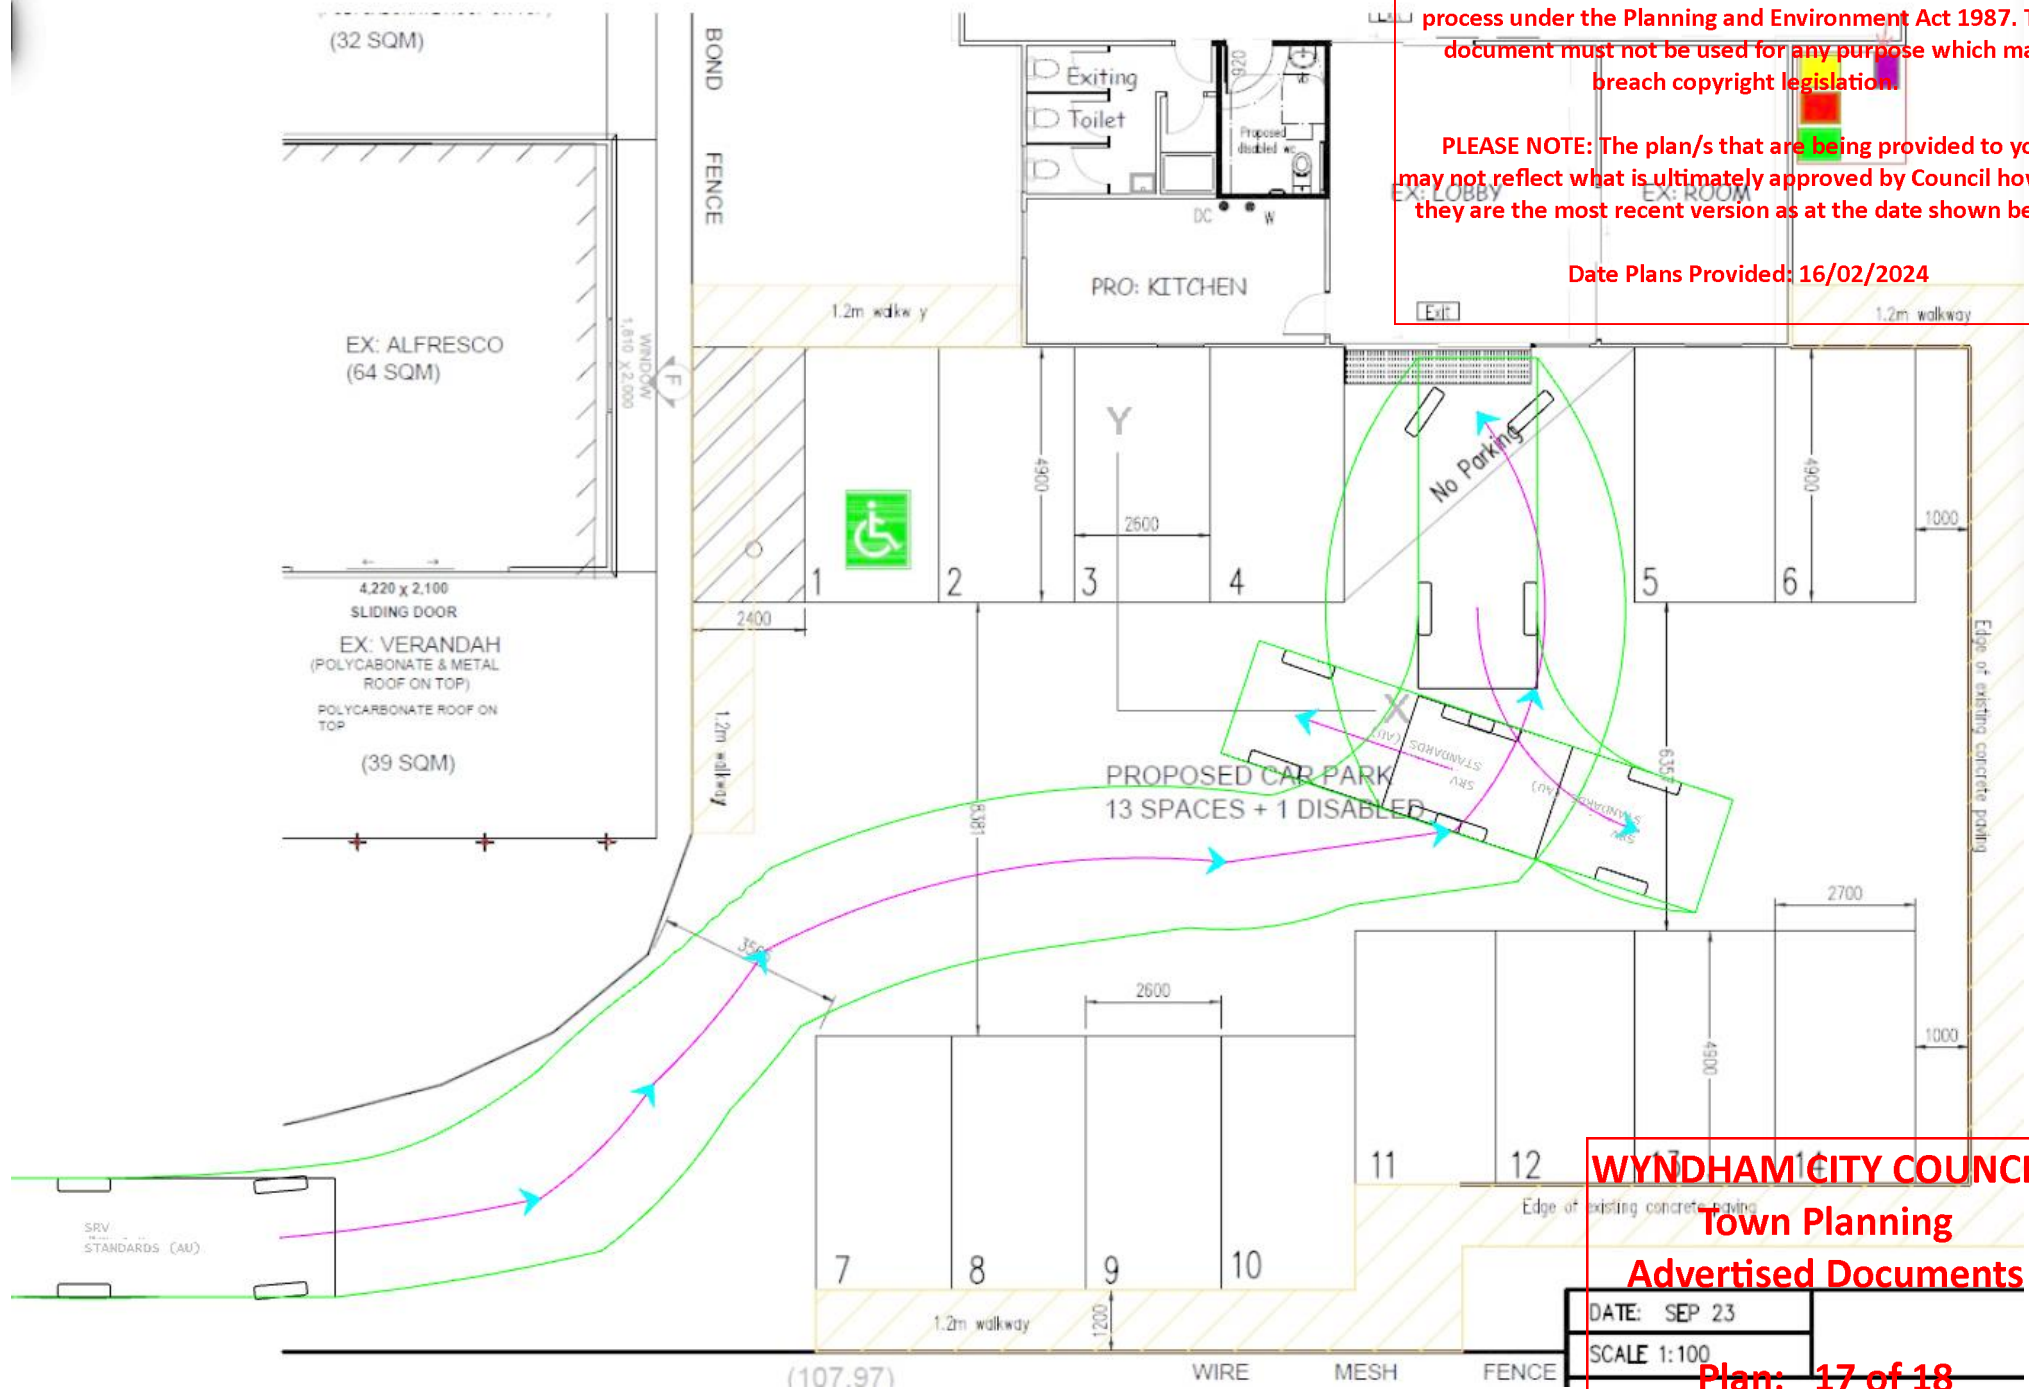 (32 SQM)
BOND FENCE
Exiting
Toilet
920
Proposed
disabled wc
process under the Planning and Environment Act 1987.
document must not be used for any purpose which
breach copyright legislation.
PLEASE NOTE: The plan/s that are being provided to
may not reflect what is ultimately approved by Council
they are the most recent version as at the date shown
Date Plans Provided: 16/02/2024
EX: LOBBY
EX: ROOM
DC
W
PRO: KITCHEN
Exit
1.2m walkw y
1.2m walkway
EX: ALFRESCO
(64 SQM)
WINDOW
1,810 x 2,000
F
Y
4900
2600
No Parking
4900
1000
1
2
3
4
5
6
4,220 x 2,100
SLIDING DOOR
EX: VERANDAH
(POLYCABONATE & METAL
ROOF ON TOP)
POLYCARBONATE ROOF ON
TOP
(39 SQM)
2400
1.2m walkway
Edge of existing concrete paving
X
SRV
STANDARDS (AU)
SRV
STANDARDS (AU)
PROPOSED CAR PARK
13 SPACES + 1 DISABLED
8381
2700
2600
4900
1000
11
12
13
14
7
8
9
10
Edge of existing concrete paving
SRV
STANDARDS (AU)
1.2m walkway
1200
WYNDHAM CITY
Town Planning
Advertised Documents
DATE: SEP 23
SCALE 1:100
Plan: 17 of 18
(107.97)
WIRE MESH FENCE